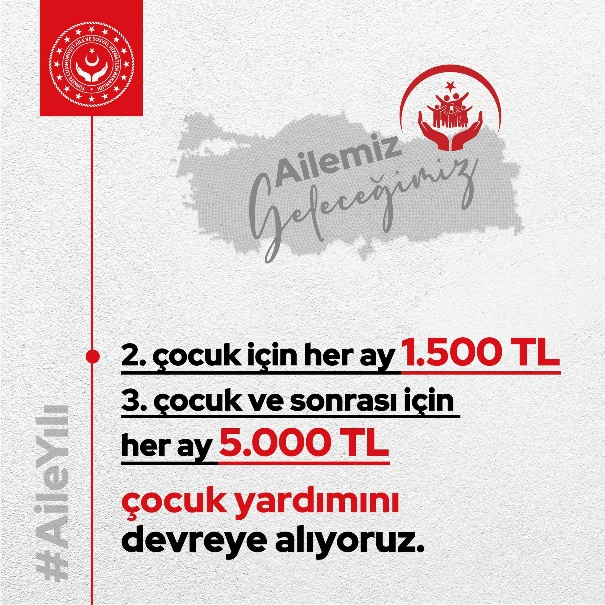 Ailemiz
Geleceğimiz
2. çocuk için her ay 1.500 TL
3. çocuk ve sonrası için
her ay 5.000 TL
çocuk yardımını
devreye alıyoruz.
#AileYılı